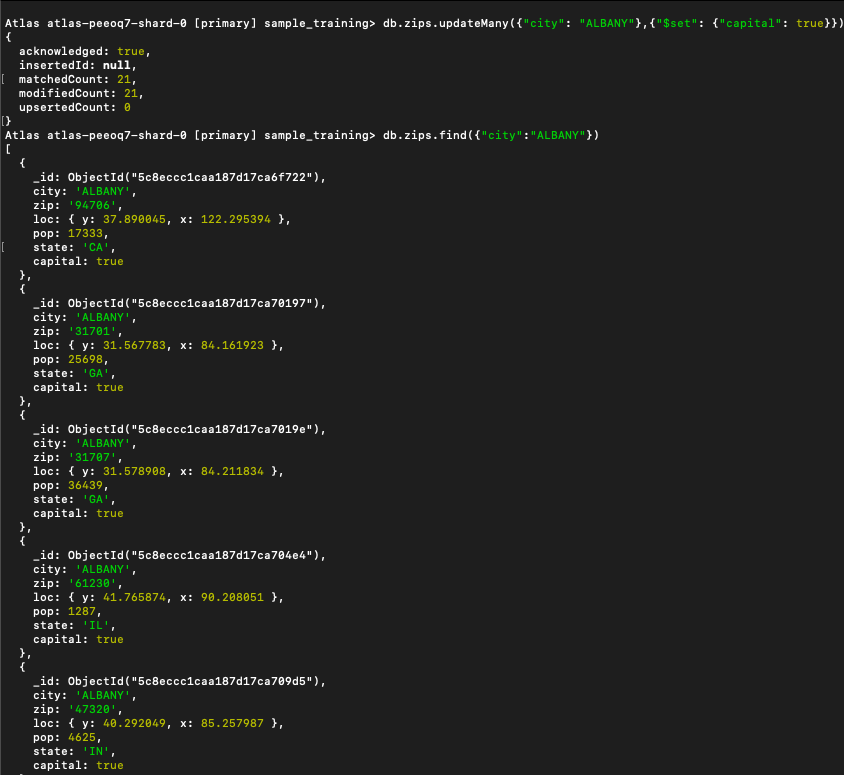 Atlas atlas-peeoq7-shard-0 [primary] sample_training> db.zips.updateMany({"city": "ALBANY"},{"$set": {"capital": true}})
{
  acknowledged: true,
  insertedId: null,
[ matchedCount: 21,
  modifiedCount: 21,
  upsertedCount: 0
[}
Atlas atlas-peeoq7-shard-0 [primary] sample_training> db.zips.find({"city":"ALBANY"})
[
  {
    _id: ObjectId("5c8eccc1caa187d17ca6f722"),
    city: 'ALBANY',
    zip: '94706',
    loc: { y: 37.890045, x: 122.295394 },
    pop: 17333,
[   state: 'CA',
    capital: true
  },
  {
    _id: ObjectId("5c8eccc1caa187d17ca70197"),
    city: 'ALBANY',
    zip: '31701',
    loc: { y: 31.567783, x: 84.161923 },
    pop: 25698,
    state: 'GA',
    capital: true
  },
  {
    _id: ObjectId("5c8eccc1caa187d17ca7019e"),
    city: 'ALBANY',
    zip: '31707',
    loc: { y: 31.578908, x: 84.211834 },
    pop: 36439,
    state: 'GA',
    capital: true
  },
  {
    _id: ObjectId("5c8eccc1caa187d17ca704e4"),
    city: 'ALBANY',
    zip: '61230',
    loc: { y: 41.765874, x: 90.208051 },
    pop: 1287,
    state: 'IL',
    capital: true
  },
  {
    _id: ObjectId("5c8eccc1caa187d17ca709d5"),
    city: 'ALBANY',
    zip: '47320',
    loc: { y: 40.292049, x: 85.257987 },
    pop: 4625,
    state: 'IN',
    capital: true